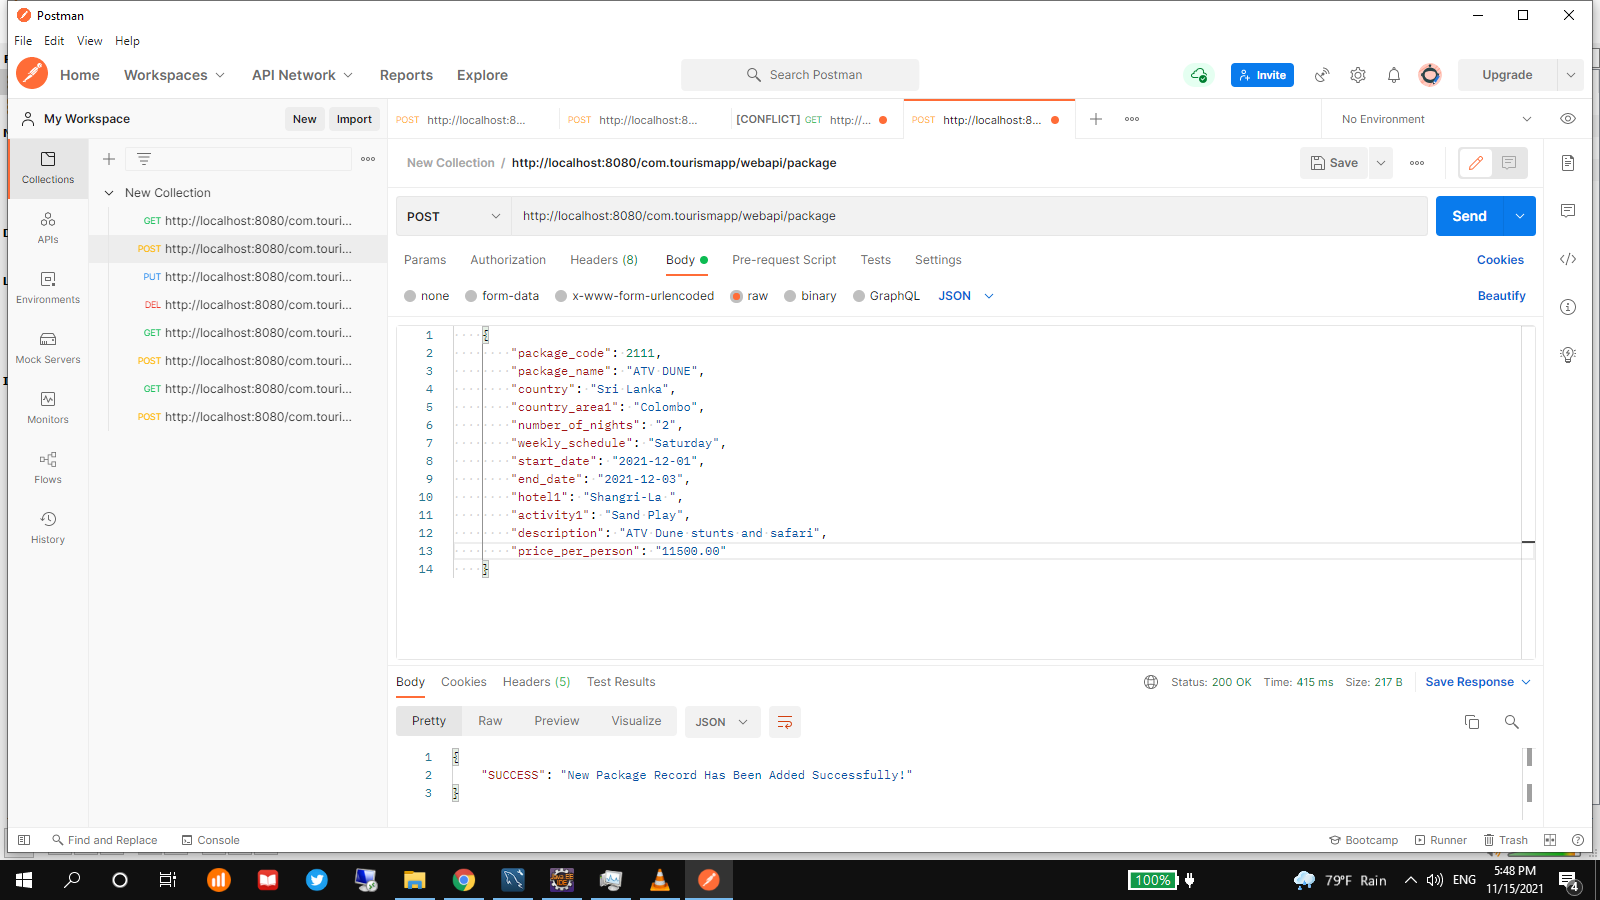 Postman
File Edit View Help
Home Workspaces API Network Reports Explore
Search Postman
Invite
Upgrade
My Workspace
New Import
POST http://localhost:8...
POST http://localhost:8...
[CONFLICT] GET http://...
POST http://localhost:8...
No Environment
Collections
APIs
Environments
Mock Servers
Monitors
Flows
History
New Collection
GET http://localhost:8080/com.touri...
POST http://localhost:8080/com.touri...
PUT http://localhost:8080/com.touri...
DEL http://localhost:8080/com.touri...
GET http://localhost:8080/com.touri...
POST http://localhost:8080/com.touri...
GET http://localhost:8080/com.touri...
POST http://localhost:8080/com.touri...
New Collection / http://localhost:8080/com.tourismapp/webapi/package
Save
POST http://localhost:8080/com.tourismapp/webapi/package
Send
Params Authorization Headers (8) Body Pre-request Script Tests Settings
Cookies
none form-data x-www-form-urlencoded raw binary GraphQL JSON
Beautify
1 {
2 "package_code": 2111,
3 "package_name": "ATV DUNE",
4 "country": "Sri Lanka",
5 "country_area1": "Colombo",
6 "number_of_nights": "2",
7 "weekly_schedule": "Saturday",
8 "start_date": "2021-12-01",
9 "end_date": "2021-12-03",
10 "hotel1": "Shangri-La ",
11 "activity1": "Sand Play",
12 "description": "ATV Dune stunts and safari",
13 "price_per_person": "11500.00"
14 }
Body Cookies Headers (5) Test Results
Status: 200 OK Time: 415 ms Size: 217 B
Save Response
Pretty Raw Preview Visualize JSON
1 {
2 "SUCCESS": "New Package Record Has Been Added Successfully!"
3 }
Find and Replace Console
Bootcamp Runner Trash
100%
79°F Rain
ENG
5:48 PM
11/15/2021
4